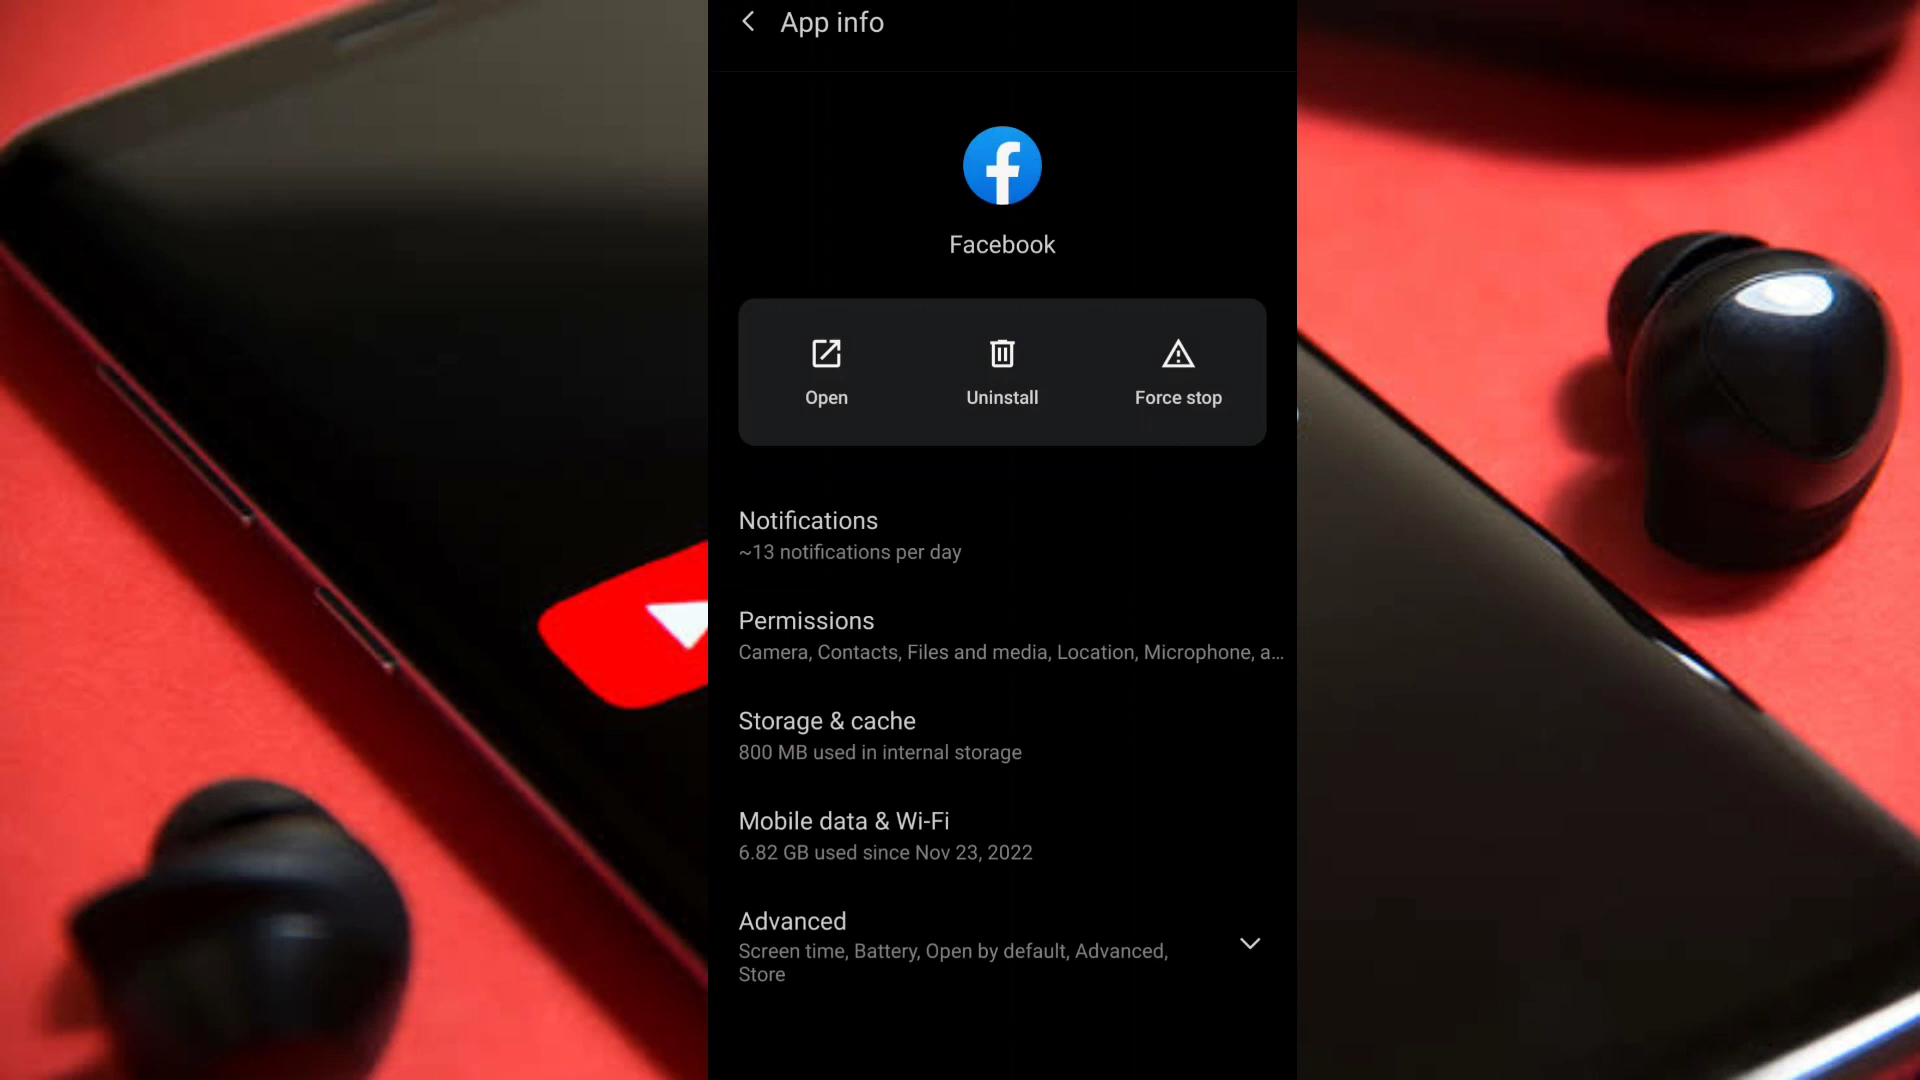 App info
Facebook
Open
Uninstall
Force stop
Notifications
~13 notifications per day
Permissions
Camera, Contacts, Files and media, Location, Microphone, a...
Storage & cache
800 MB used in internal storage
Mobile data & Wi-Fi
6.82 GB used since Nov 23, 2022
Advanced
Screen time, Battery, Open by default, Advanced,
Store